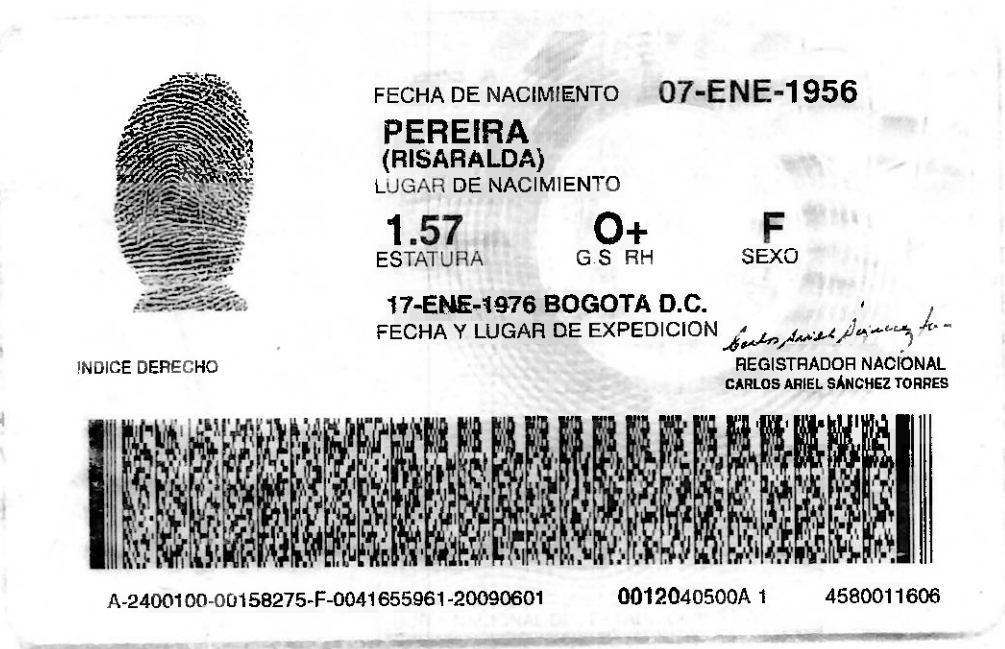 FECHA DE NACIMIENTO 07-ENE-1956
PEREIRA
(RISARALDA)
LUGAR DE NACIMIENTO
1.57 O+ F
ESTATURA G.S. RH SEXO
17-ENE-1976 BOGOTA D.C.
FECHA Y LUGAR DE EXPEDICION
INDICE DERECHO
REGISTRADOR NACIONAL
CARLOS ARIEL SÁNCHEZ TORRES
A-2400100-00158275-F-0041655961-20090601 0012040500A 1 4580011606